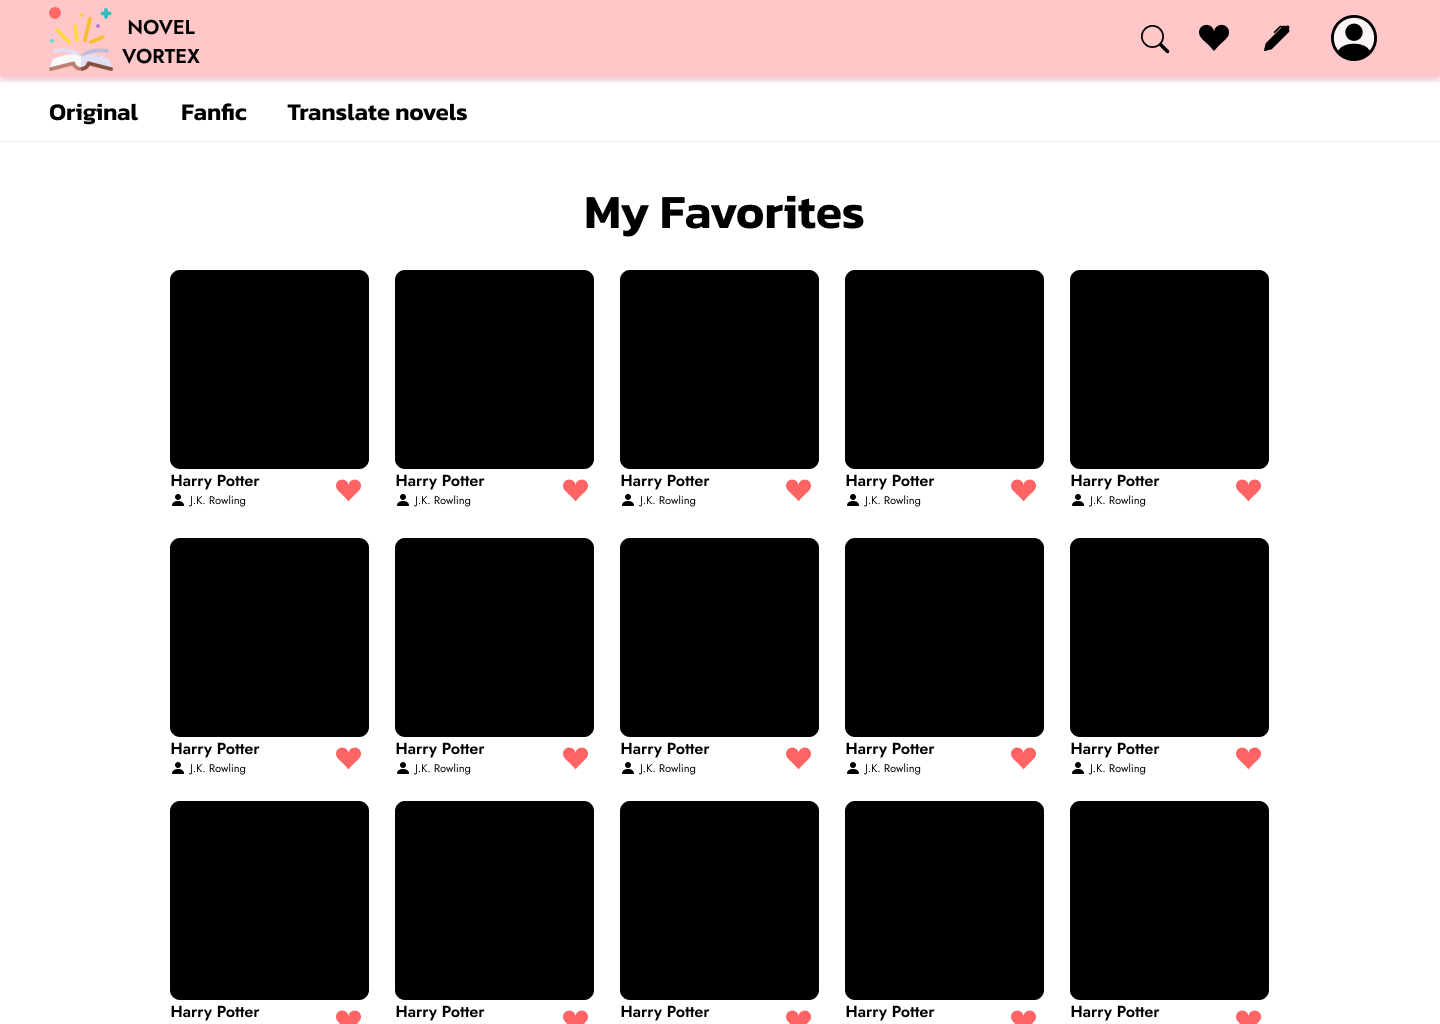 NOVEL
VORTEX
Original Fanfic Translate novels
My Favorites
Harry Potter Harry Potter Harry Potter Harry Potter Harry Potter
J.K. Rowling J.K. Rowling J.K. Rowling J.K. Rowling J.K. Rowling
Harry Potter Harry Potter Harry Potter Harry Potter Harry Potter
J.K. Rowling J.K. Rowling J.K. Rowling J.K. Rowling J.K. Rowling
Harry Potter Harry Potter Harry Potter Harry Potter Harry Potter